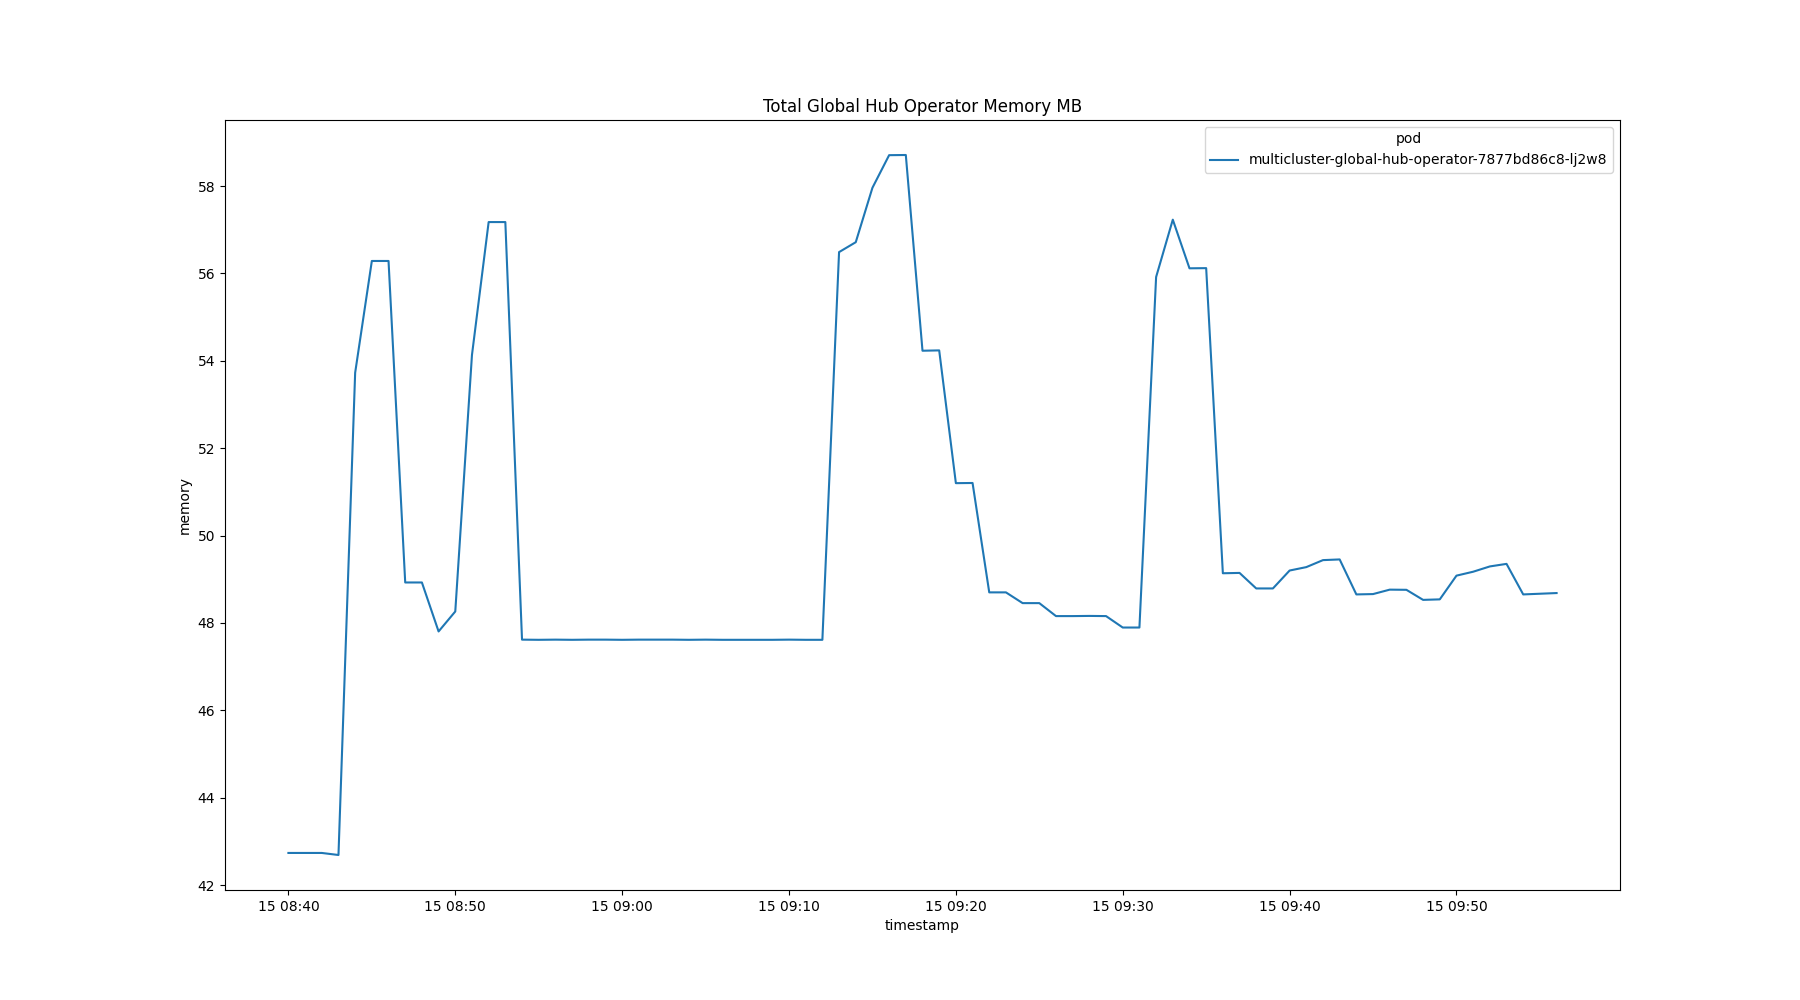 Total Global Hub Operator Memory MB
pod
multicluster-global-hub-operator-7877bd86c8-lj2w8
58
56
54
52
50
48
46
44
42
memory
15 08:40 15 08:50 15 09:00 15 09:10 15 09:20 15 09:30 15 09:40 15 09:50
timestamp